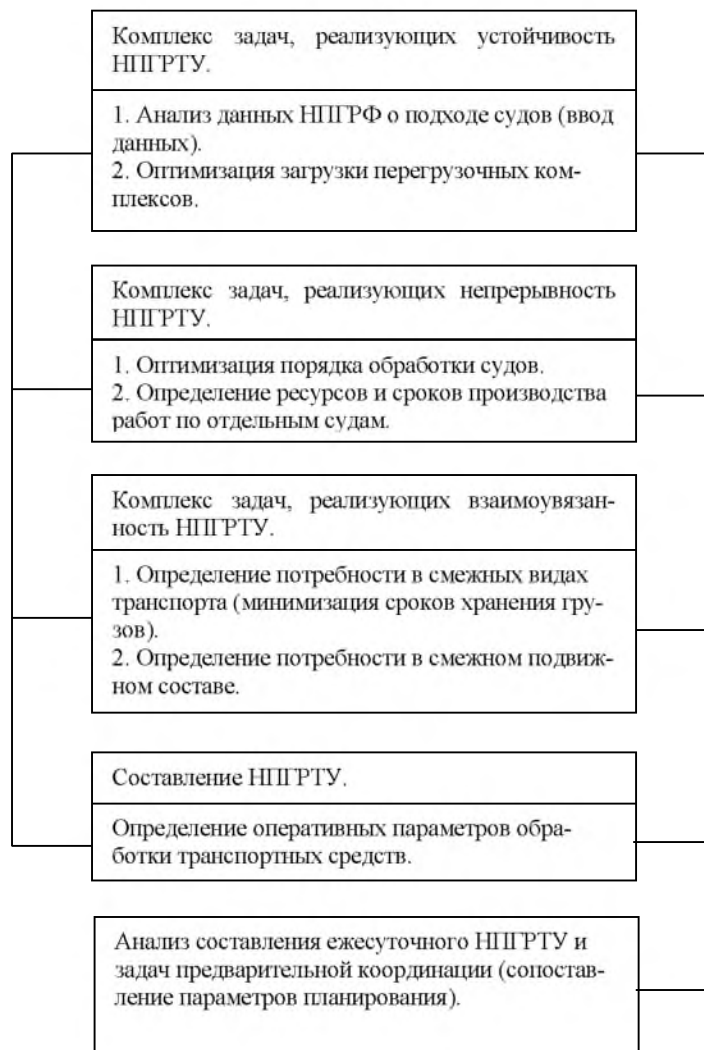 Комплекс задач, реализующих устойчивость
НПГРТУ.
1. Анализ данных НПГРФ о подходе судов (ввод
данных).
2. Оптимизация загрузки перегрузочных ком-
плексов.
Комплекс задач, реализующих непрерывность
НПГРТУ.
1. Оптимизация порядка обработки судов.
2. Определение ресурсов и сроков производства
работ по отдельным судам.
Комплекс задач, реализующих взаимоувязан-
ность НПГРТУ.
1. Определение потребности в смежных видах
транспорта (минимизация сроков хранения гру-
зов).
2. Определение потребности в смежном подвиж-
ном составе.
Составление НПГРТУ.
Определение оперативных параметров обра-
ботки транспортных средств.
Анализ составления ежесуточного НПГРТУ и
задач предварительной координации (сопостав-
ление параметров планирования).